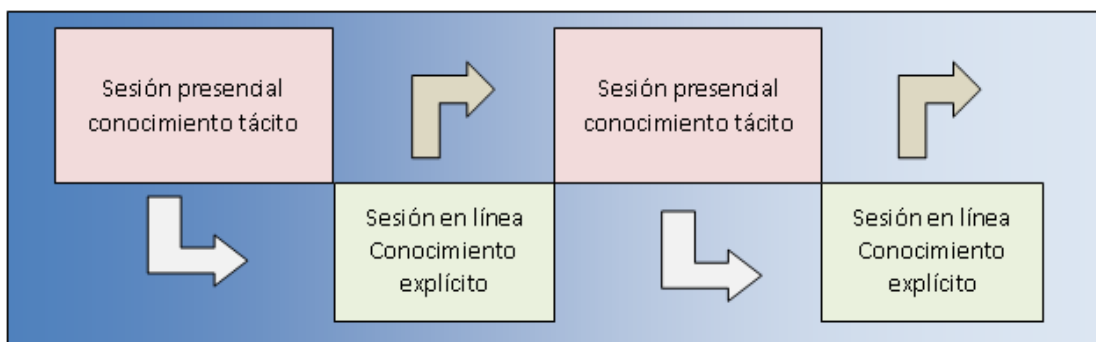 Sesión presencial
conocimiento tácito
Sesión en línea
Conocimiento
explícito
Sesión presencial
conocimiento tácito
Sesión en línea
Conocimiento
explícito